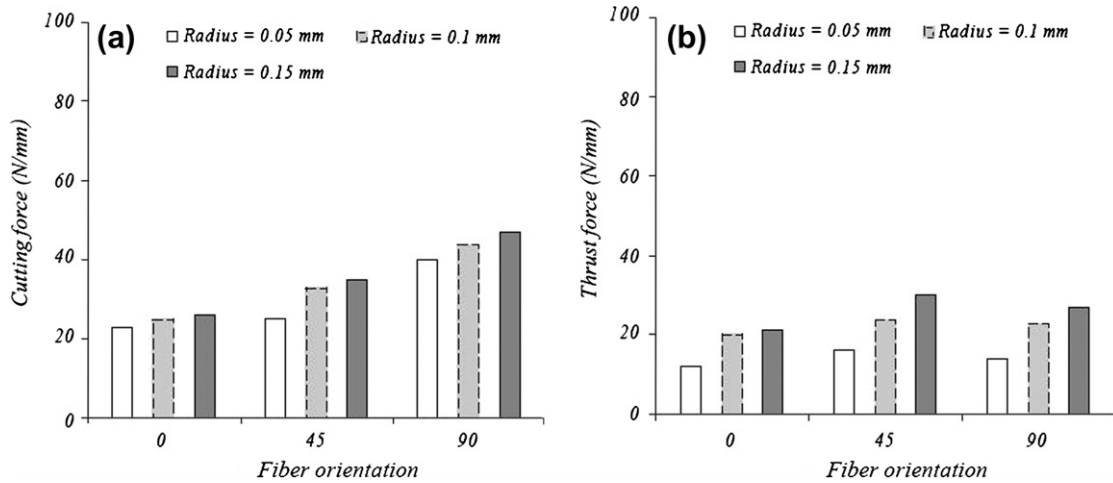 (a)
Radius = 0.05 mm
Radius = 0.1 mm
Radius = 0.15 mm
Cutting force (N/mm)
100
80
60
40
20
0
0 45 90
Fiber orientation
(b)
Radius = 0.05 mm
Radius = 0.1 mm
Radius = 0.15 mm
Thrust force (N/mm)
100
80
60
40
20
0
0 45 90
Fiber orientation